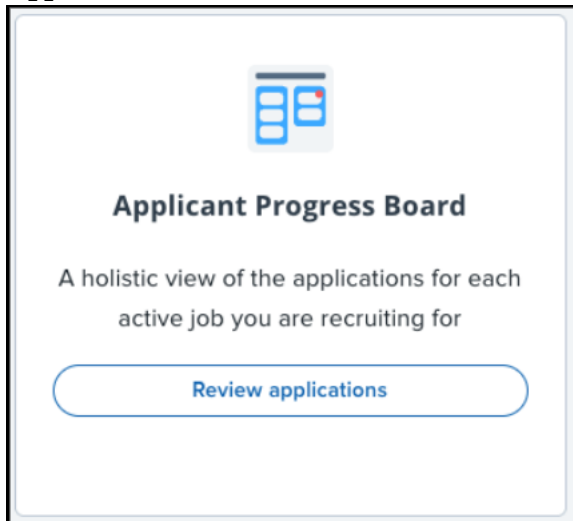 Applicant Progress Board
A holistic view of the applications for each
active job you are recruiting for
Review applications